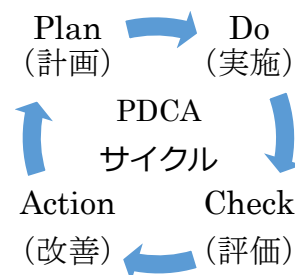 Plan
（計画）
Do
（実施）
PDCA
サイクル
Action
（改善）
Check
（評価）